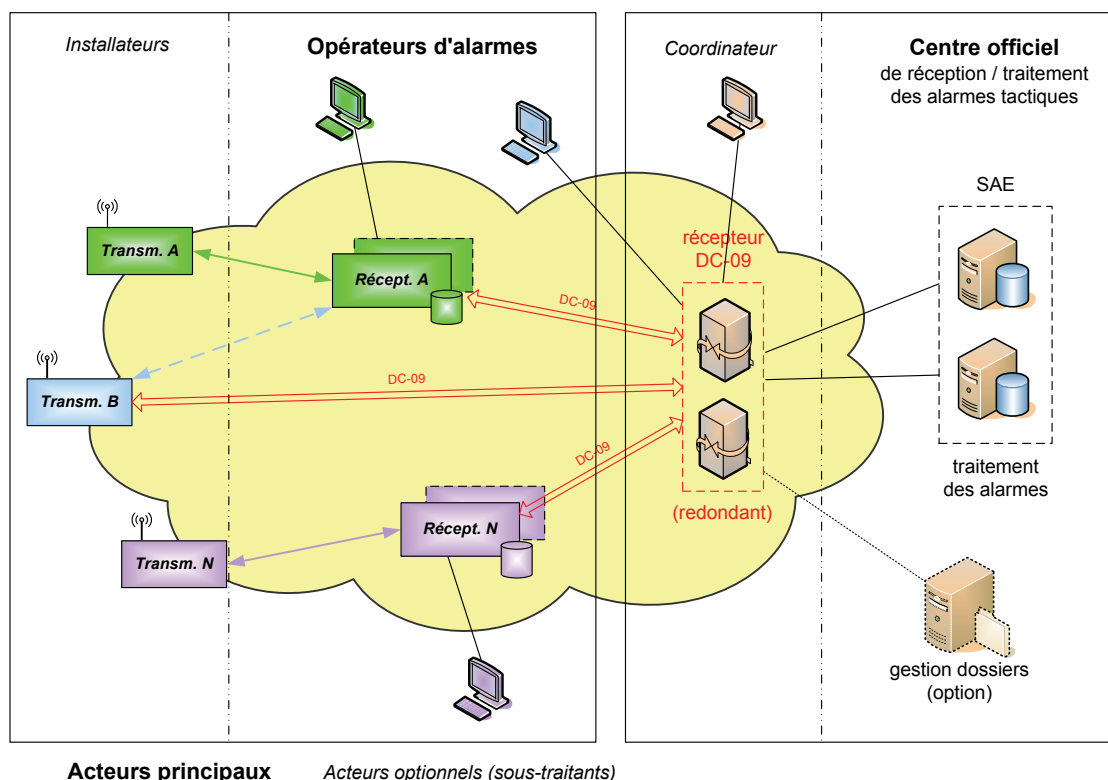 Installateurs
Opérateurs d'alarmes
Coordinateur
Centre officiel
de réception / traitement
des alarmes tactiques
SAE
Transm. A
Récept. A
récepteur
DC-09
DC-09
Transm. B
DC-09
DC-09
(redondant)
traitement
des alarmes
Récept. N
Transm. N
gestion dossiers
(option)
Acteurs principaux
Acteurs optionnels (sous-traitants)